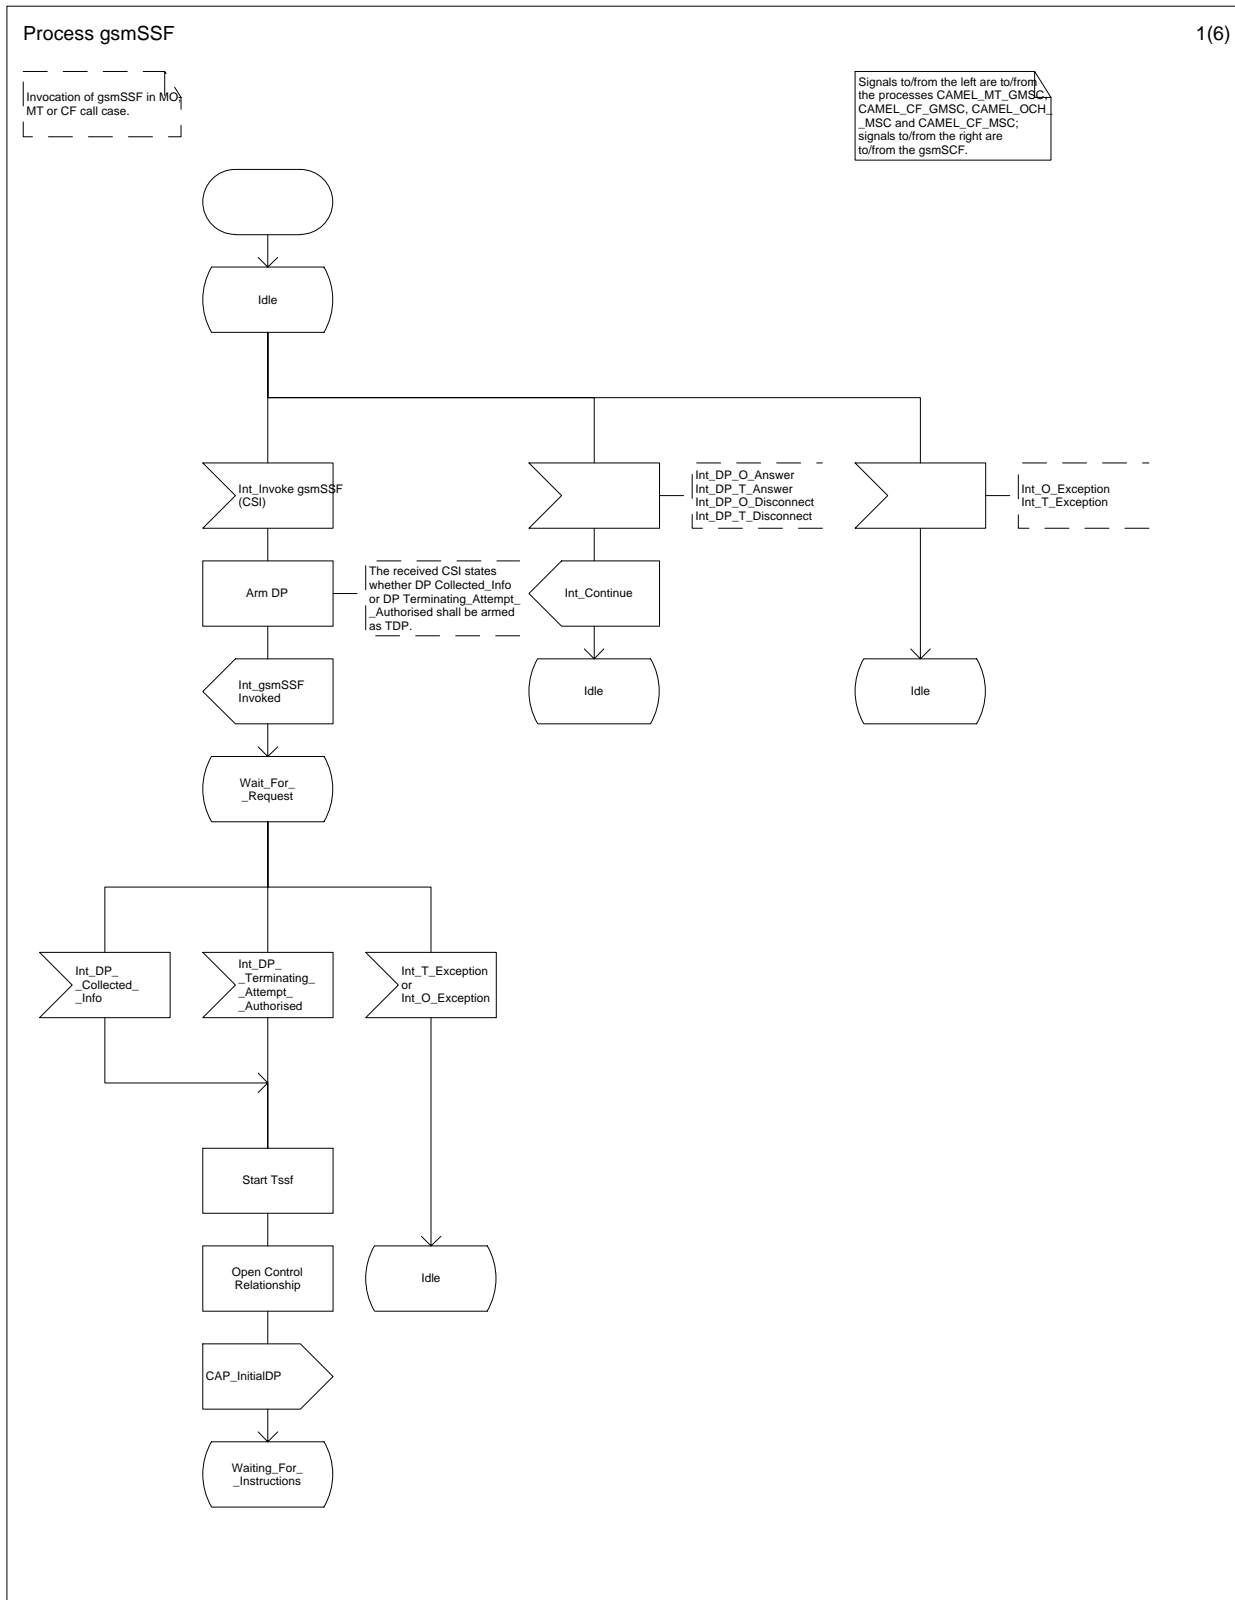 Process gsmSSF
1(6)
Invocation of gsmSSF in MO,
MT or CF call case.
Signals to/from the left are to/from
the processes CAMEL_MT_GMSC,
CAMEL_CF_GMSC, CAMEL_OCH_
_MSC and CAMEL_CF_MSC;
signals to/from the right are
to/from the gsmSCF.
Idle
Int_Invoke gsmSSF
(CSI)
Int_DP_O_Answer
Int_DP_T_Answer
Int_DP_O_Disconnect
Int_DP_T_Disconnect
Int_O_Exception
Int_T_Exception
Arm DP
The received CSI states
whether DP Collected_Info
or DP Terminating_Attempt_
_Authorised shall be armed
as TDP.
Int_Continue
Int_gsmSSF
Invoked
Idle
Idle
Wait_For_
_Request
Int_DP_
_Collected_
_Info
Int_DP_
_Terminating_
_Attempt_
_Authorised
Int_T_Exception
or
Int_O_Exception
Start Tssf
Open Control
Relationship
Idle
CAP_InitialDP
Waiting_For_
_Instructions